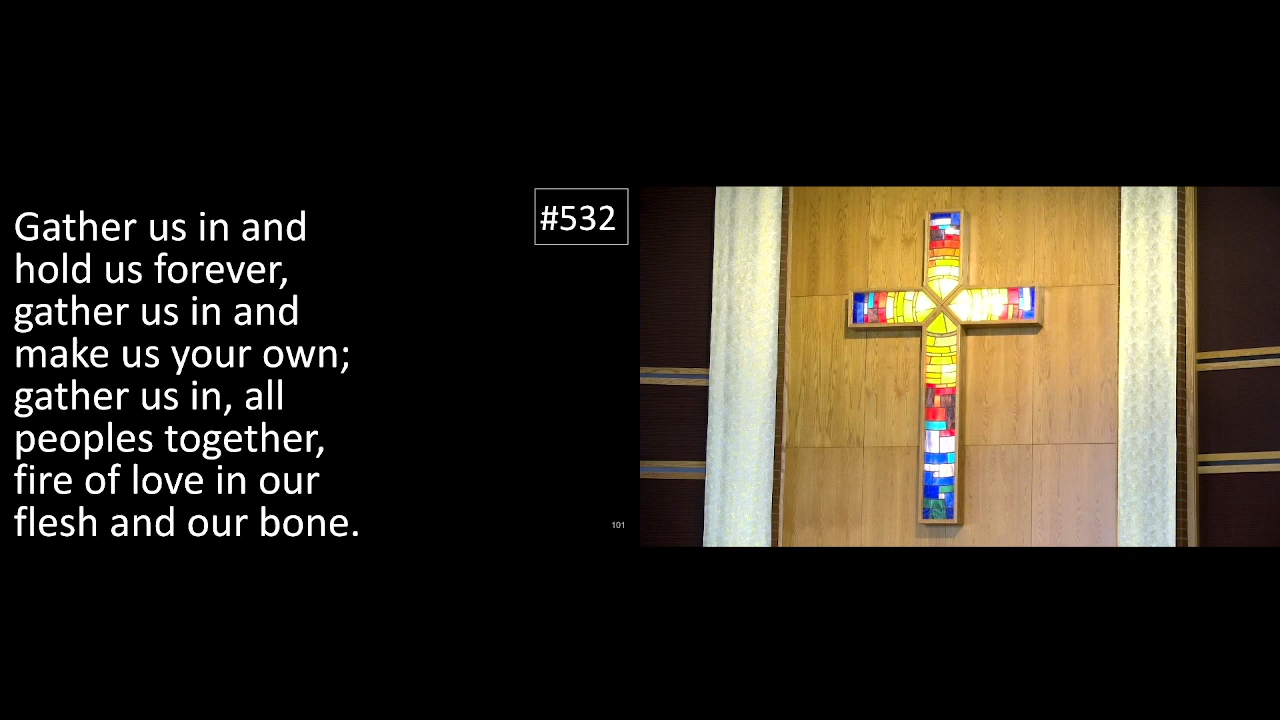 #532
Gather us in and
hold us forever,
gather us in and
make us your own;
gather us in, all
peoples together,
fire of love in our
flesh and our bone.
101